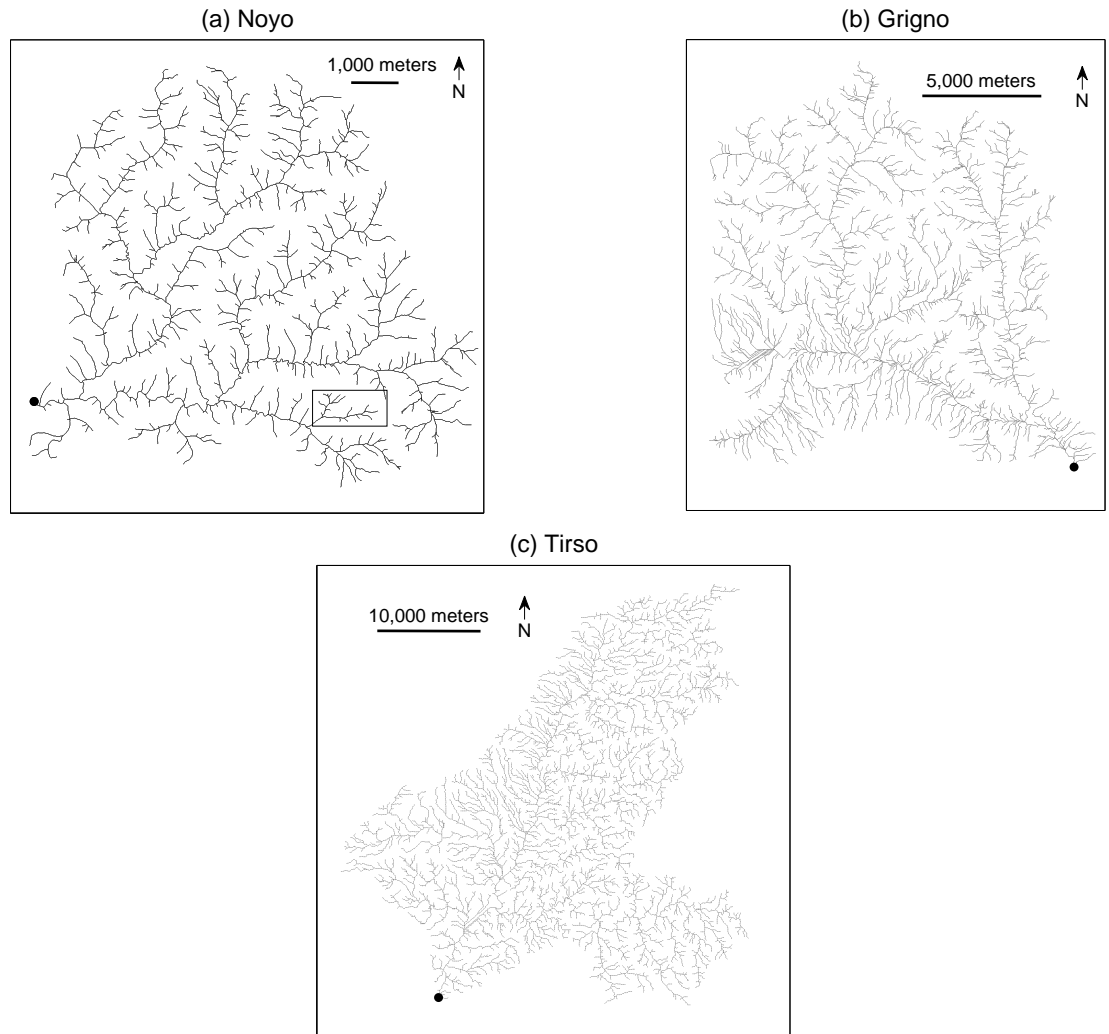 (a) Noyo
1,000 meters
N
(b) Grigno
5,000 meters
N
(c) Tirso
10,000 meters
N